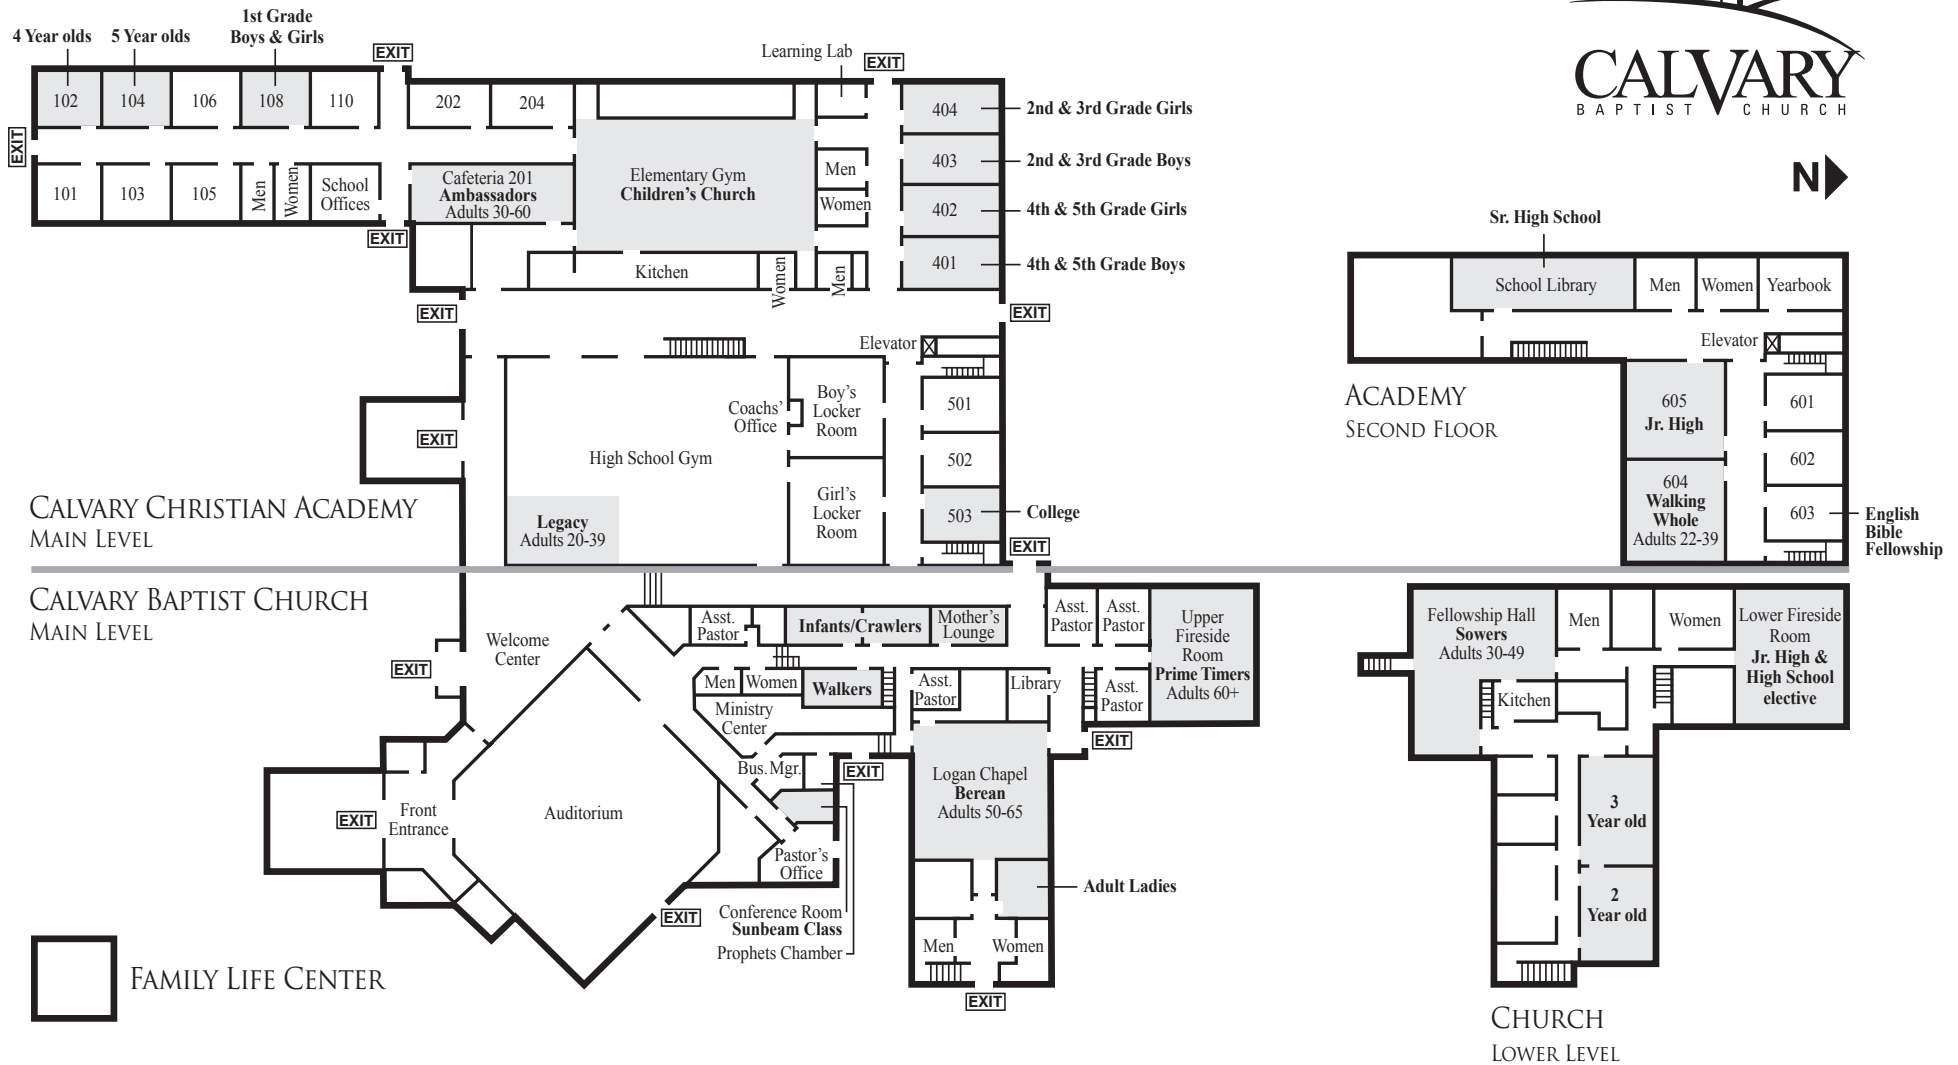 CALVARY
BAPTIST CHURCH
N
4 Year olds
5 Year olds
1st Grade
Boys & Girls
EXIT
Learning Lab
EXIT
102
104
106
108
110
202
204
404
2nd & 3rd Grade Girls
EXIT
403
2nd & 3rd Grade Boys
101
103
105
Men
Women
School
Offices
Cafeteria 201
Ambassadors
Adults 30-60
Elementary Gym
Children's Church
Men
Women
402
4th & 5th Grade Girls
EXIT
Kitchen
Women
Men
401
4th & 5th Grade Boys
EXIT
EXIT
Elevator
Boy's
Locker
Room
Coachs'
Office
501
EXIT
High School Gym
502
Girl's
Locker
Room
Legacy
Adults 20-39
503
College
EXIT
CALVARY CHRISTIAN ACADEMY
MAIN LEVEL
Sr. High School
School Library
Men
Women
Yearbook
Elevator
ACADEMY
SECOND FLOOR
605
Jr. High
601
602
604
Walking
Whole
Adults 22-39
603
English
Bible
Fellowship
CALVARY BAPTIST CHURCH
MAIN LEVEL
Welcome
Center
EXIT
Asst.
Pastor
Infants/Crawlers
Mother's
Lounge
Asst.
Pastor
Asst.
Pastor
Upper
Fireside
Room
Prime Timers
Adults 60+
Men
Women
Walkers
Asst.
Pastor
Library
Asst.
Pastor
Ministry
Center
EXIT
Bus. Mgr.
EXIT
Logan Chapel
Berean
Adults 50-65
EXIT
Front
Entrance
Auditorium
Pastor's
Office
Adult Ladies
EXIT
Conference Room
Sunbeam Class
Prophets Chamber
Men
Women
EXIT
FAMILY LIFE CENTER
Fellowship Hall
Sowers
Adults 30-49
Men
Women
Lower Fireside
Room
Jr. High &
High School
elective
Kitchen
3
Year old
2
Year old
CHURCH
LOWER LEVEL